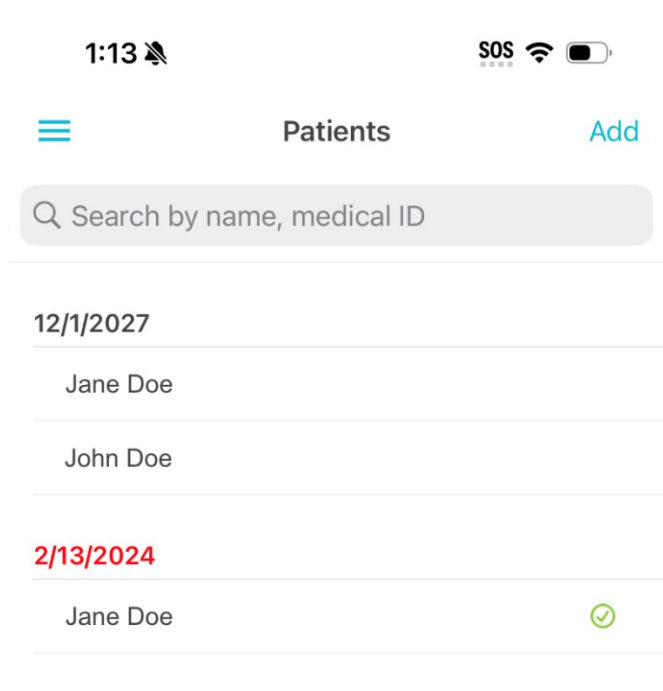 1:13 SOS
Patients Add
Search by name, medical ID
12/1/2027
Jane Doe
John Doe
2/13/2024
Jane Doe